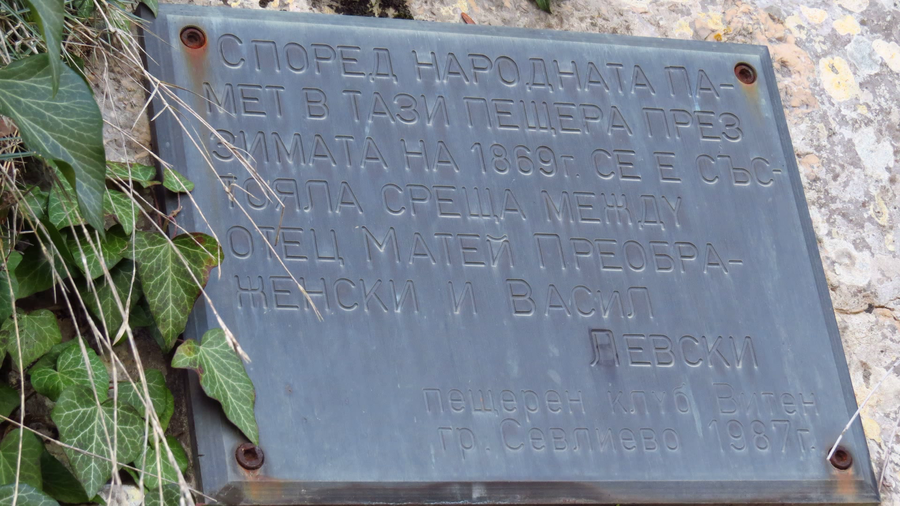 Според народната па-
мет в тази пещера през
зимата на 1869г. се е със-
тояла среща между
отец Матей Преобра-
женски и Васил
Левски
пещерен клуб Витен
гр. Севлиево 1987г.